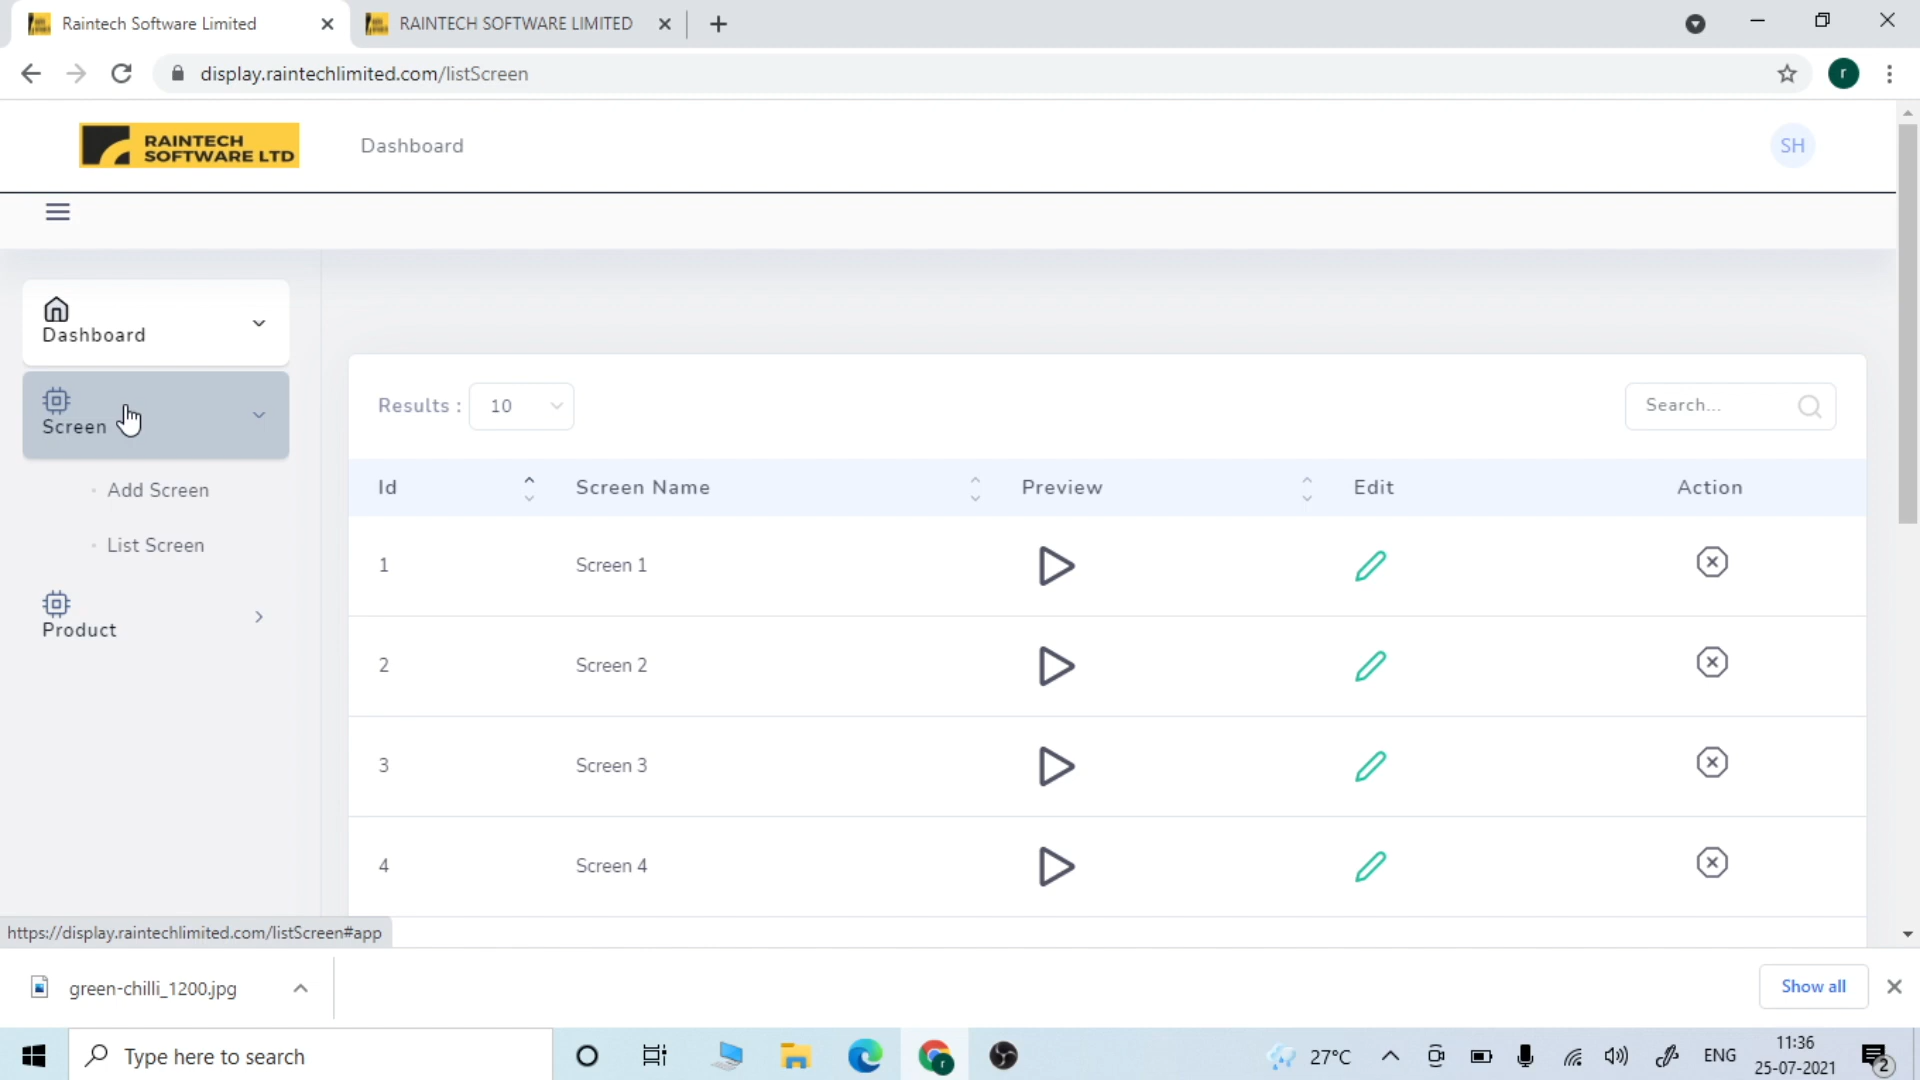 Raintech Software Limited
RAINTECH SOFTWARE LIMITED
display.raintechlimited.com/listScreen
r
RAINTECH
SOFTWARE LTD
Dashboard
SH
Dashboard
Screen
Add Screen
List Screen
Product
Results : 10
Search...
Id Screen Name Preview Edit Action
1 Screen 1
2 Screen 2
3 Screen 3
4 Screen 4
https://display.raintechlimited.com/listScreen#app
green-chilli_1200.jpg
Show all
Type here to search
r
27°C
ENG
11:36
25-07-2021
2